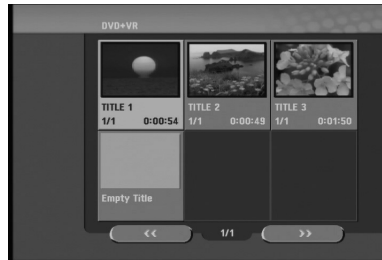 DVD+VR
TITLE 1
1/1 0:00:54
TITLE 2
1/1 0:00:49
TITLE 3
1/1 0:01:50
Empty Title
<< 1/1 >>